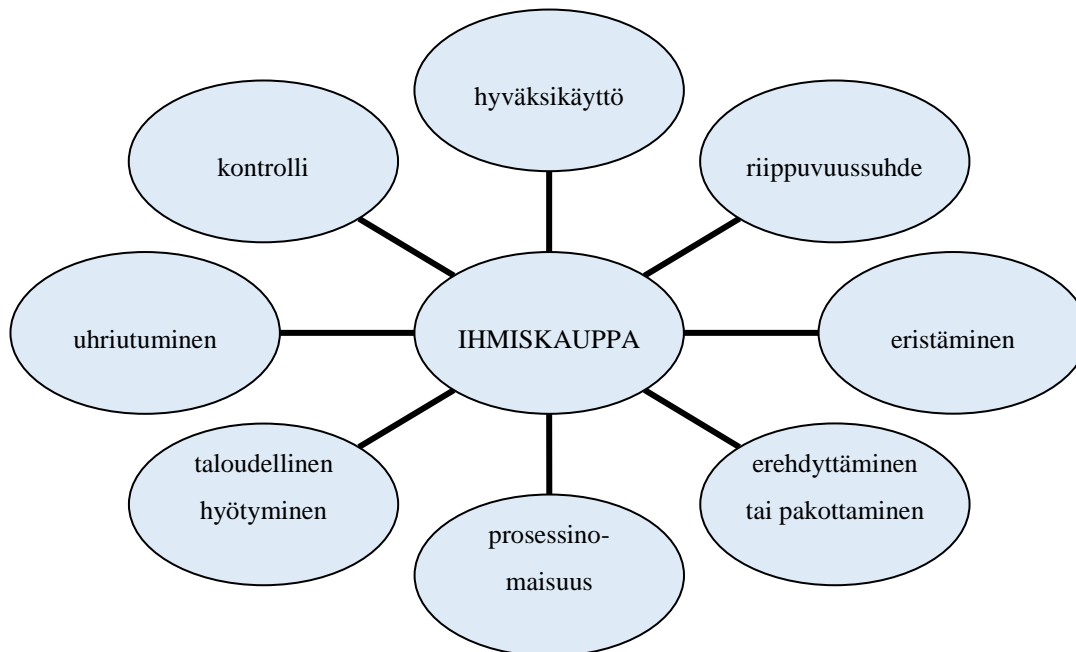 hyväksikäyttö
kontrolli
riippuvuussuhde
uhriutuminen
IHMISKAUPPA
eristäminen
taloudellinen
hyötyminen
erehdyttäminen
tai pakottaminen
prosessino-
maisuus